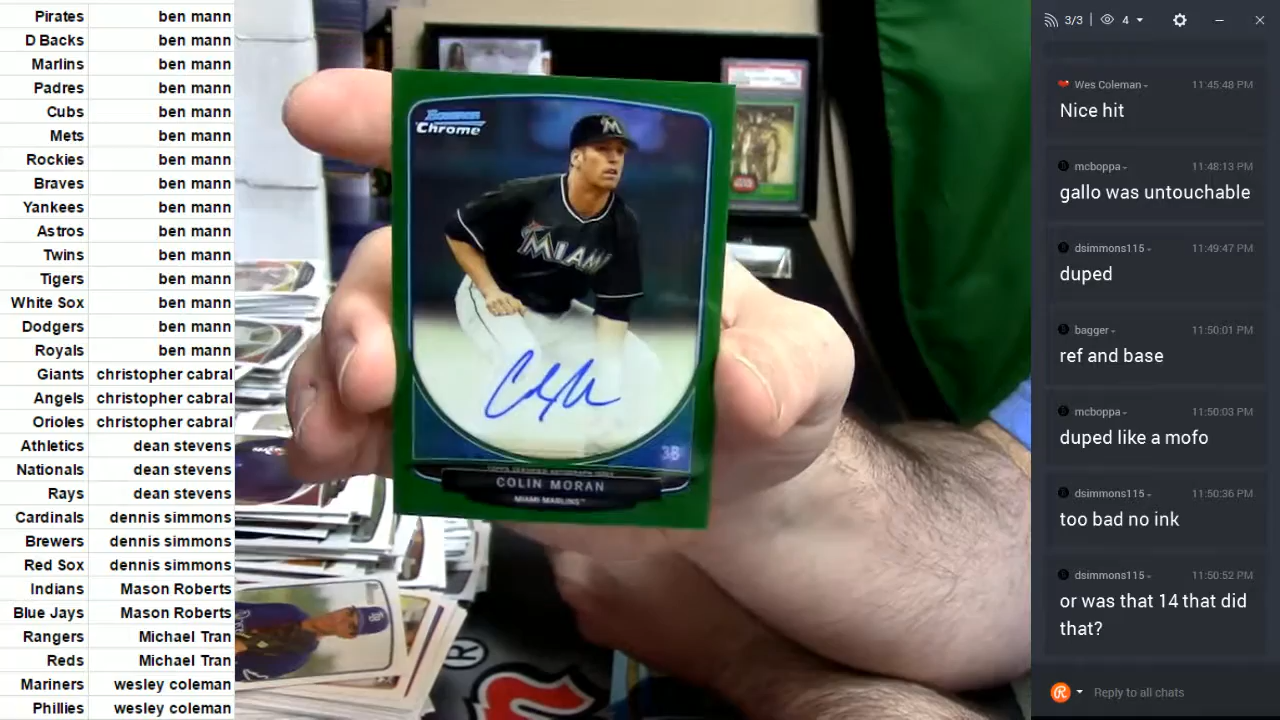 Pirates ben mann
D Backs ben mann
Marlins ben mann
Padres ben mann
Cubs ben mann
Mets ben mann
Rockies ben mann
Braves ben mann
Yankees ben mann
Astros ben mann
Twins ben mann
Tigers ben mann
White Sox ben mann
Dodgers ben mann
Royals ben mann
Giants christopher cabral
Angels christopher cabral
Orioles christopher cabral
Athletics dean stevens
Nationals dean stevens
Rays dean stevens
Cardinals dennis simmons
Brewers dennis simmons
Red Sox dennis simmons
Indians Mason Roberts
Blue Jays Mason Roberts
Rangers Michael Tran
Reds Michael Tran
Mariners wesley coleman
Phillies wesley coleman
Bowman
Chrome
M
MIAMI
3B
TOPPS CERTIFIED AUTOGRAPH ISSUE
COLIN MORAN
MIAMI MARLINS™
®
3/3 4
Wes Coleman 11:45:48 PM
Nice hit
mcboppa 11:48:13 PM
gallo was untouchable
dsimmons115 11:49:47 PM
duped
bagger 11:50:01 PM
ref and base
mcboppa 11:50:03 PM
duped like a mofo
dsimmons115 11:50:36 PM
too bad no ink
dsimmons115 11:50:52 PM
or was that 14 that did
that?
Reply to all chats